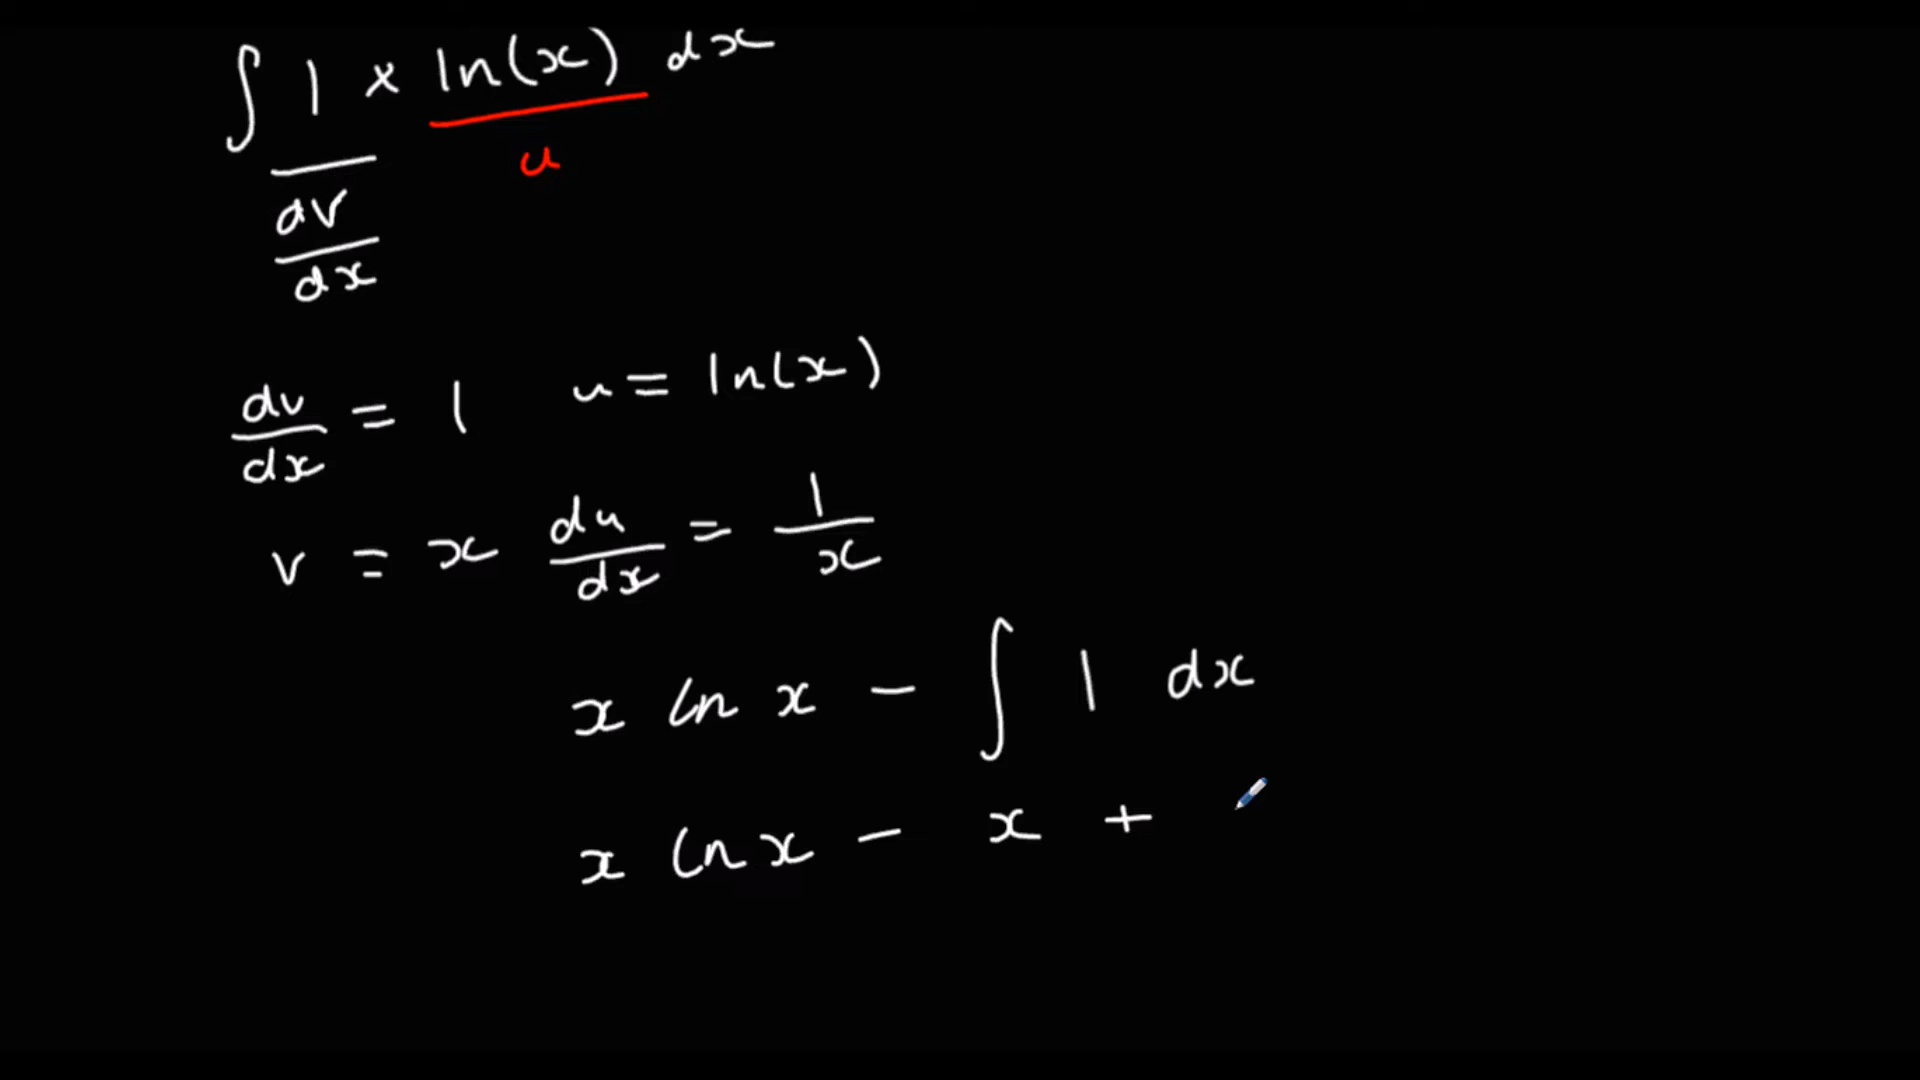 ∫ 1 × ln(x) dx
u
dv/dx
dv/dx = 1 u = ln(x)
v = x du/dx = 1/x
x ln x − ∫ 1 dx
x ln x − x +